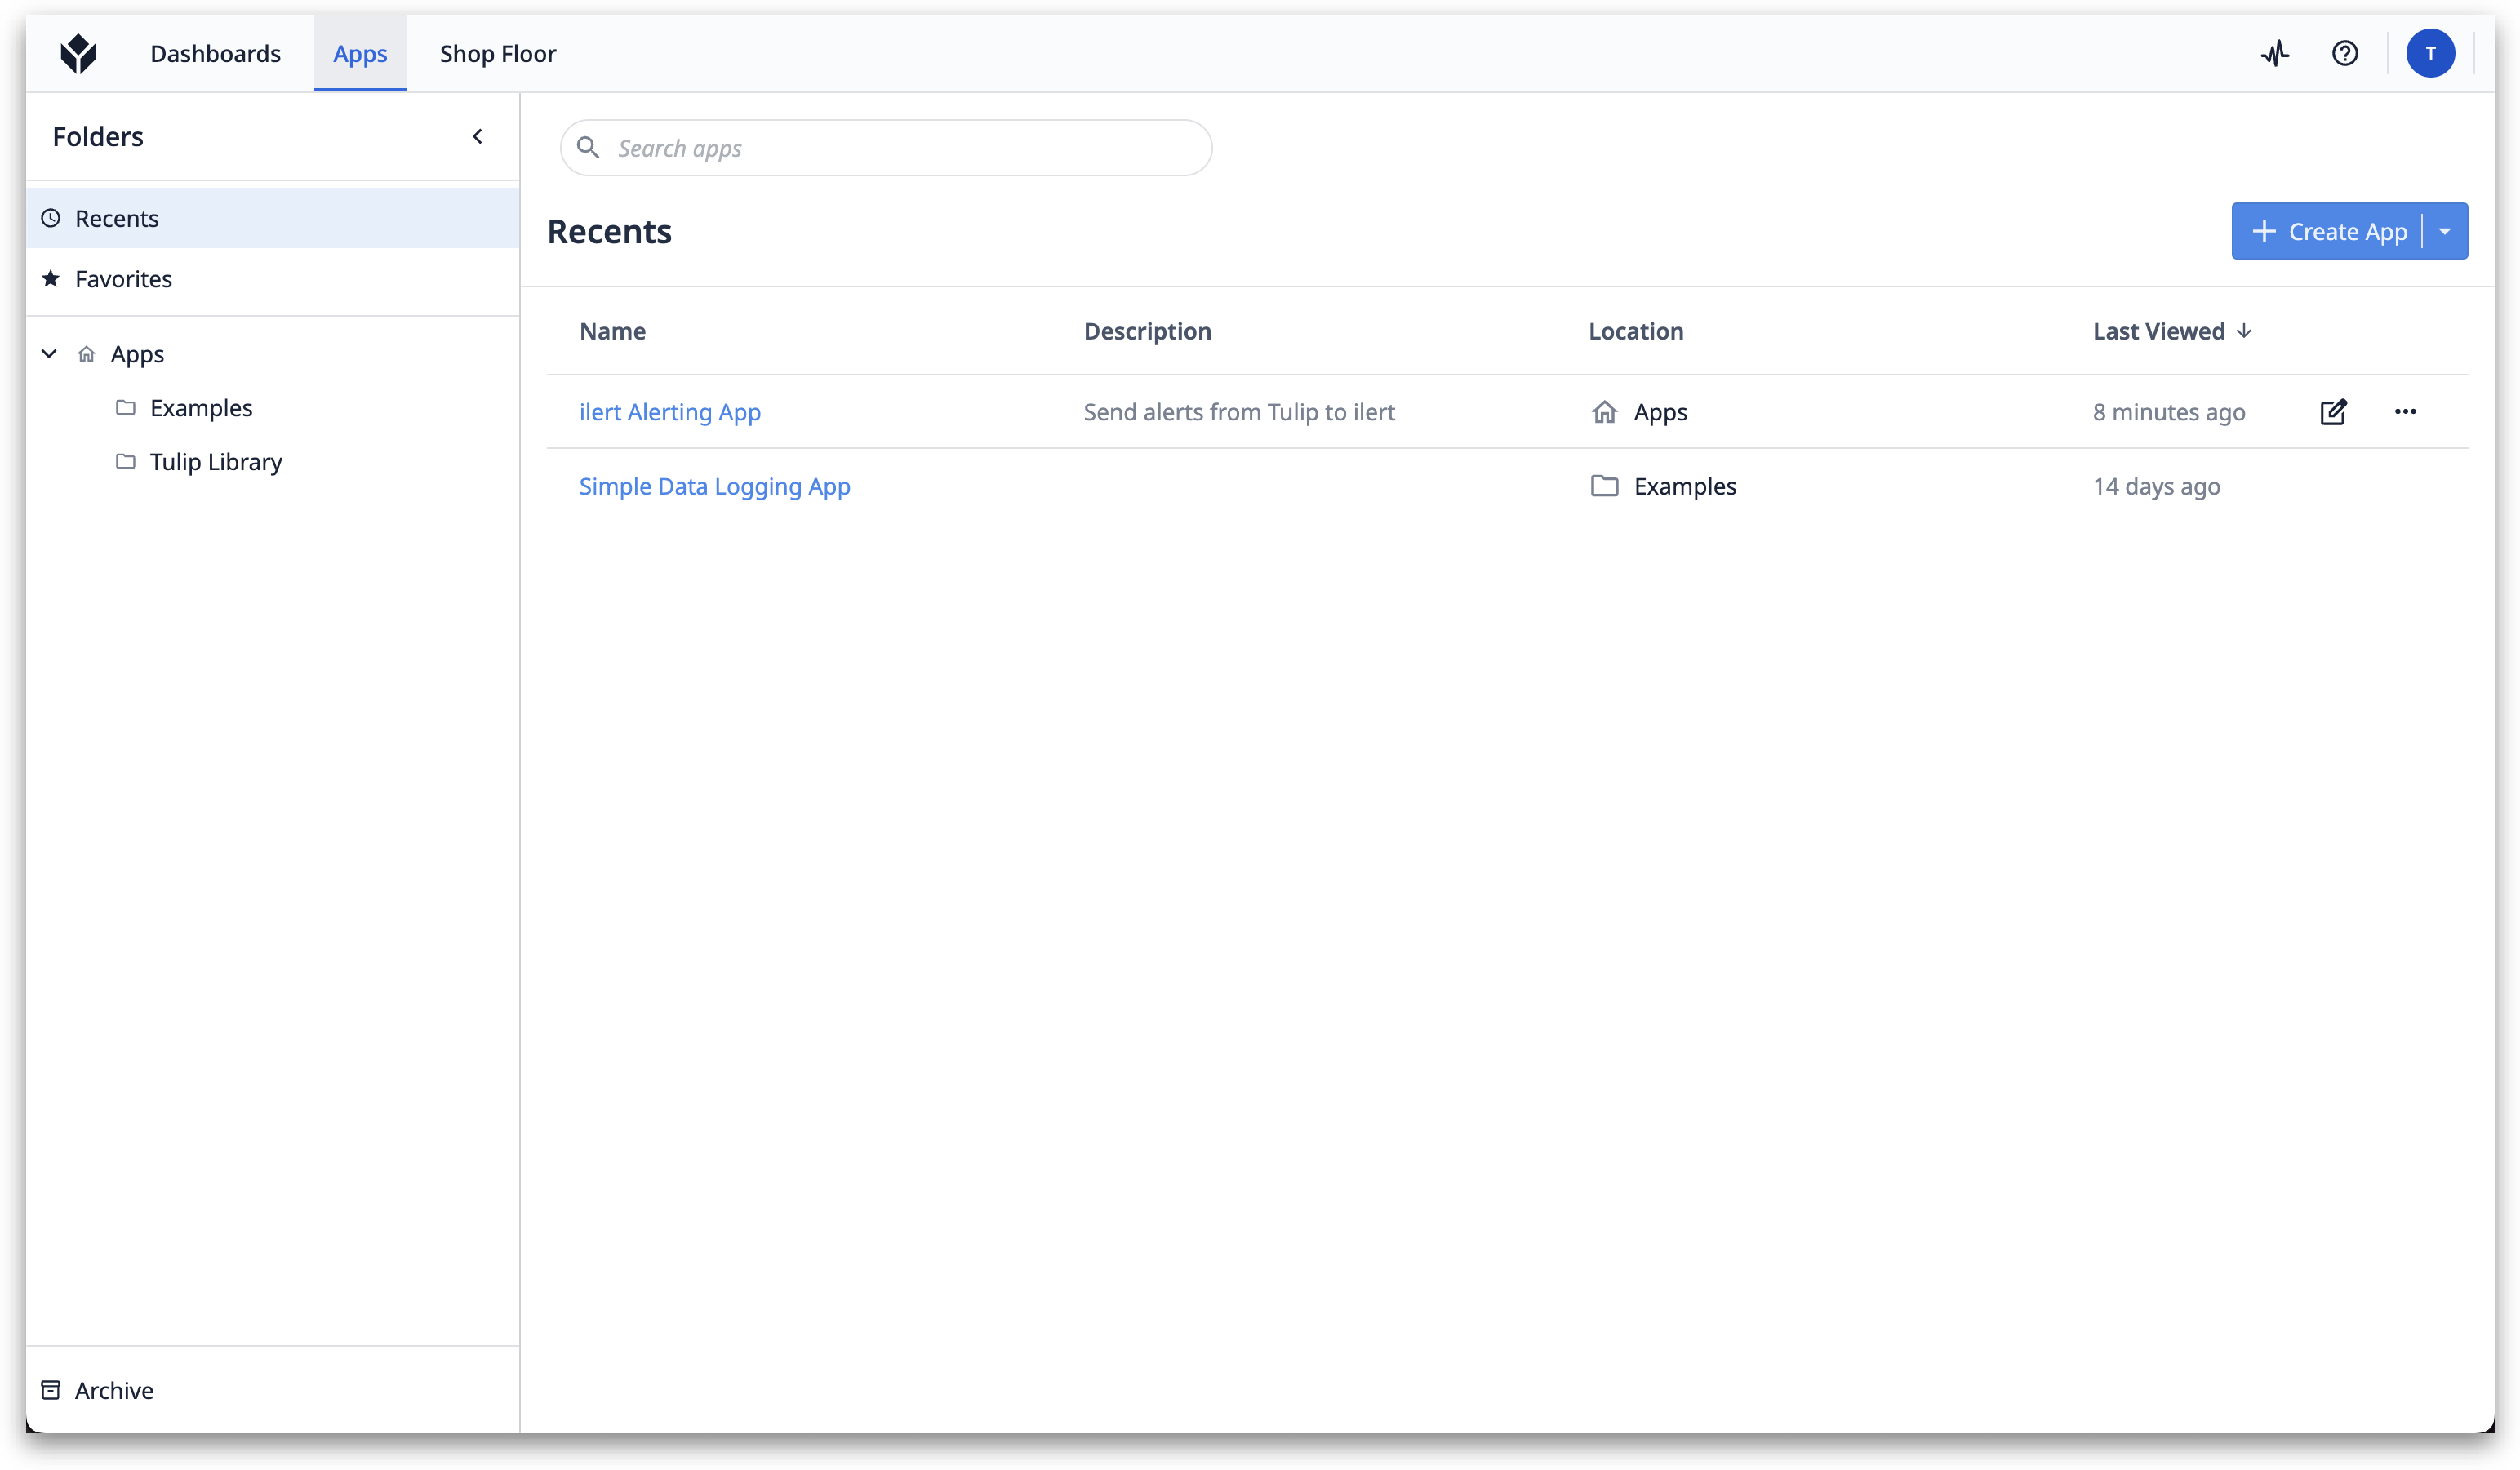 Dashboards Apps Shop Floor T
Folders
Recents
Favorites
Apps
Examples
Tulip Library
Archive
Search apps
Recents
Create App
Name Description Location Last Viewed
ilert Alerting App Send alerts from Tulip to ilert Apps 8 minutes ago
Simple Data Logging App Examples 14 days ago